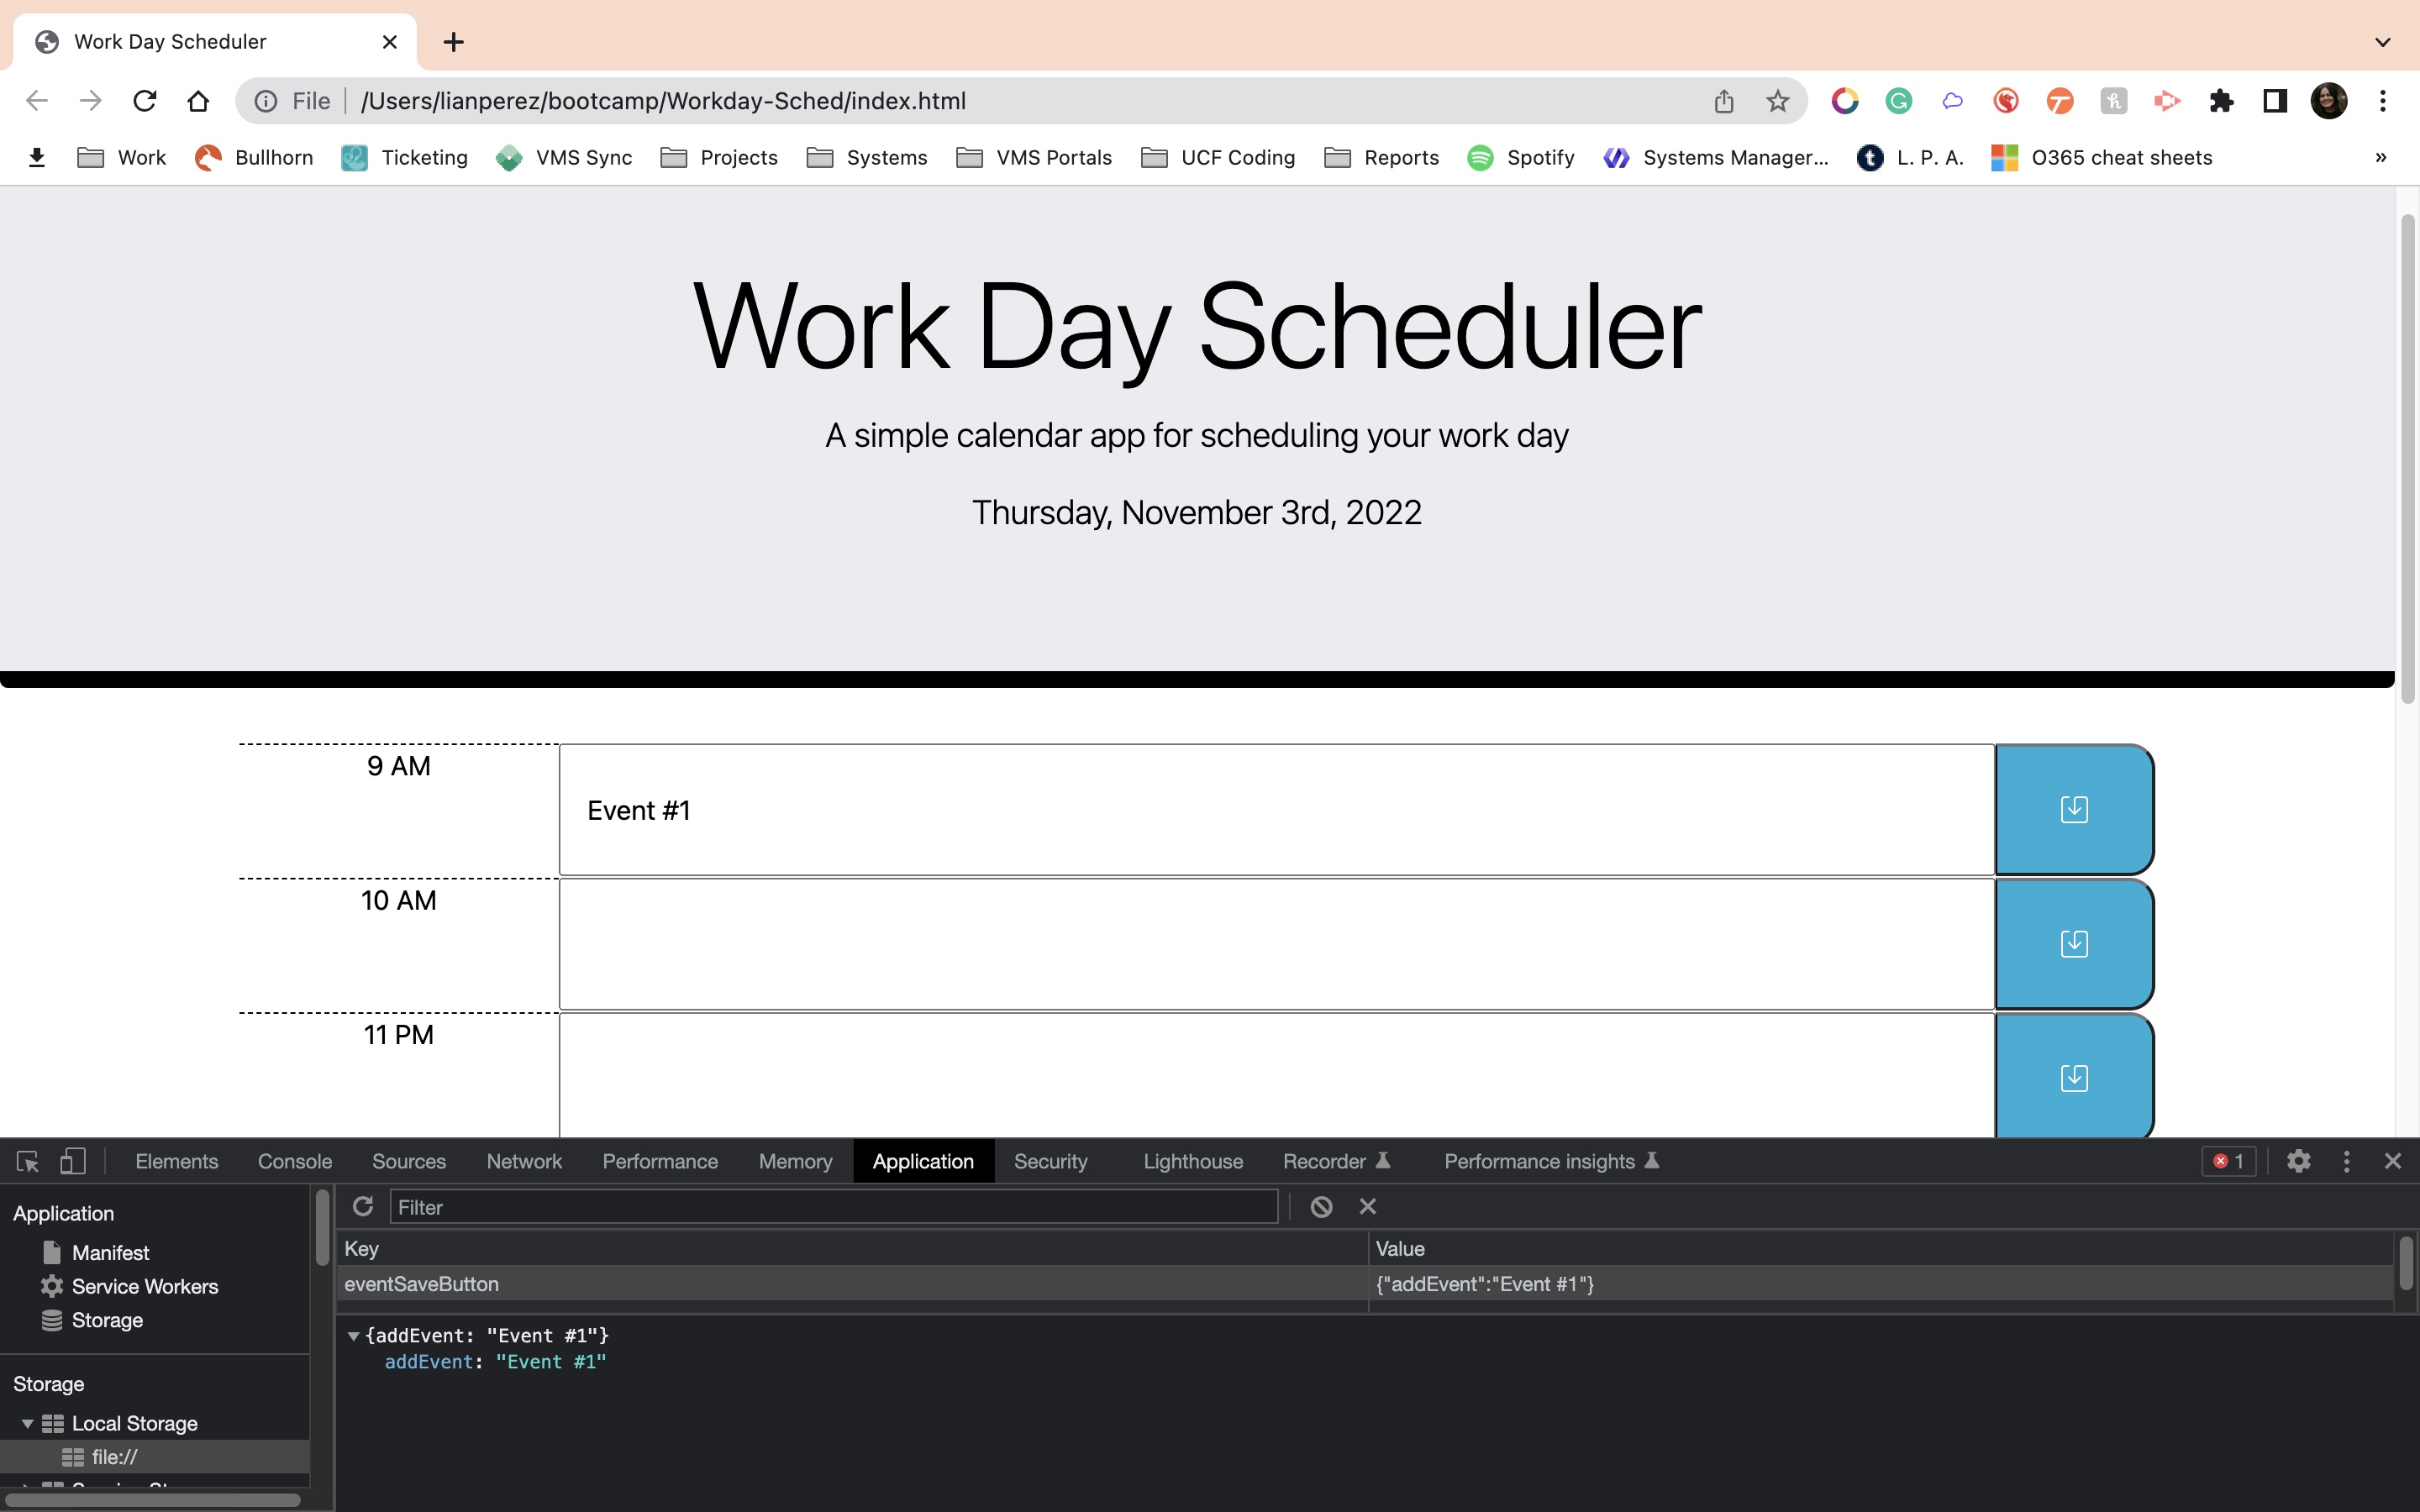 Work Day Scheduler
File /Users/lianperez/bootcamp/Workday-Sched/index.html
Work Bullhorn Ticketing VMS Sync Projects Systems VMS Portals UCF Coding Reports Spotify Systems Manager... L. P. A. O365 cheat sheets »
Work Day Scheduler
A simple calendar app for scheduling your work day
Thursday, November 3rd, 2022
9 AM
Event #1
10 AM
11 PM
Elements Console Sources Network Performance Memory Application Security Lighthouse Recorder Performance insights 1
Application
Manifest
Service Workers
Storage
Storage
Local Storage
file://
Filter
Key Value
eventSaveButton {"addEvent":"Event #1"}
{addEvent: "Event #1"}
addEvent: "Event #1"